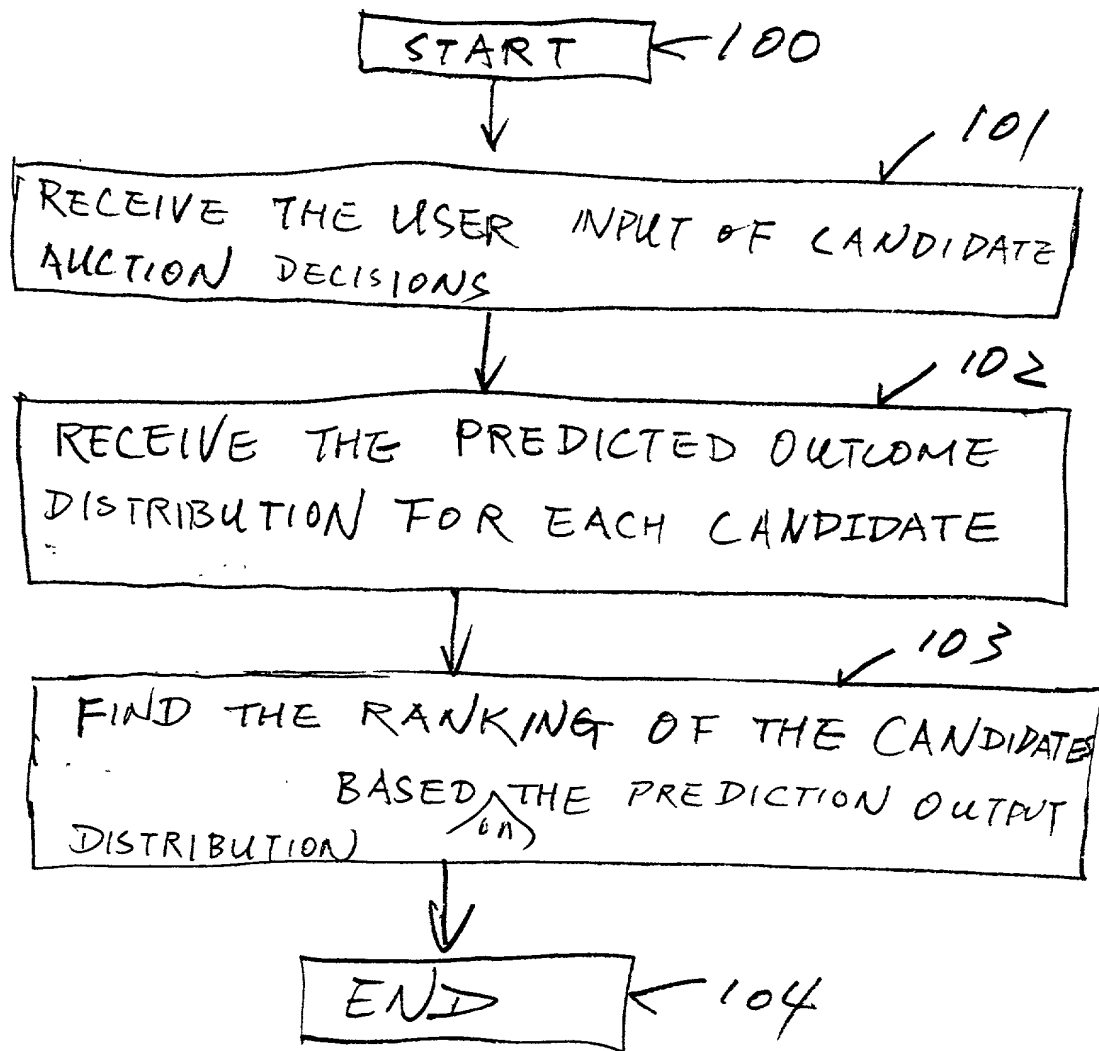 START 100
101
RECEIVE THE USER INPUT OF CANDIDATE
AUCTION DECISIONS
102
RECEIVE THE PREDICTED OUTCOME
DISTRIBUTION FOR EACH CANDIDATE
103
FIND THE RANKING OF THE CANDIDATES
BASED on THE PREDICTION OUTPUT
DISTRIBUTION
END 104